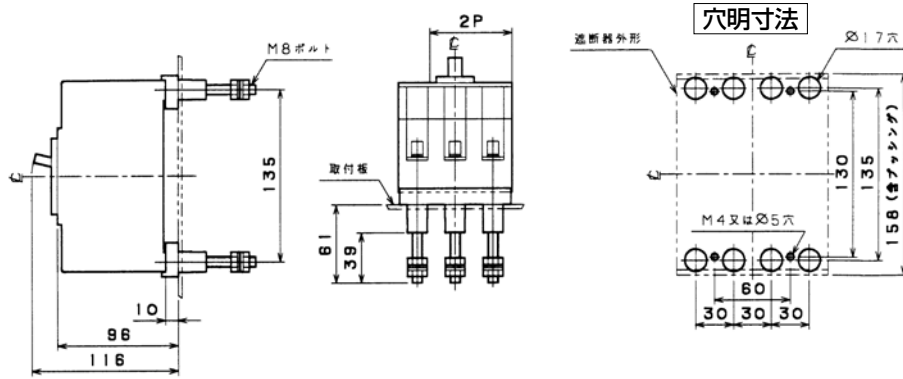 穴明寸法
2P
℄
M8ボルト
135
℄
取付板
61
39
10
96
116
遮断器外形
℄
Ø17穴
℄
130
135
158(含ブッシング)
M4又はØ5穴
60
30 30 30